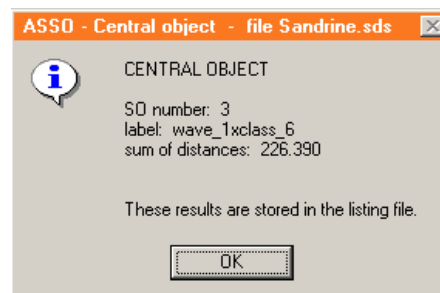 ASSO - Central object - file Sandrine.sds
CENTRAL OBJECT
SO number: 3
label: wave_1xclass_6
sum of distances: 226.390
These results are stored in the listing file.
OK